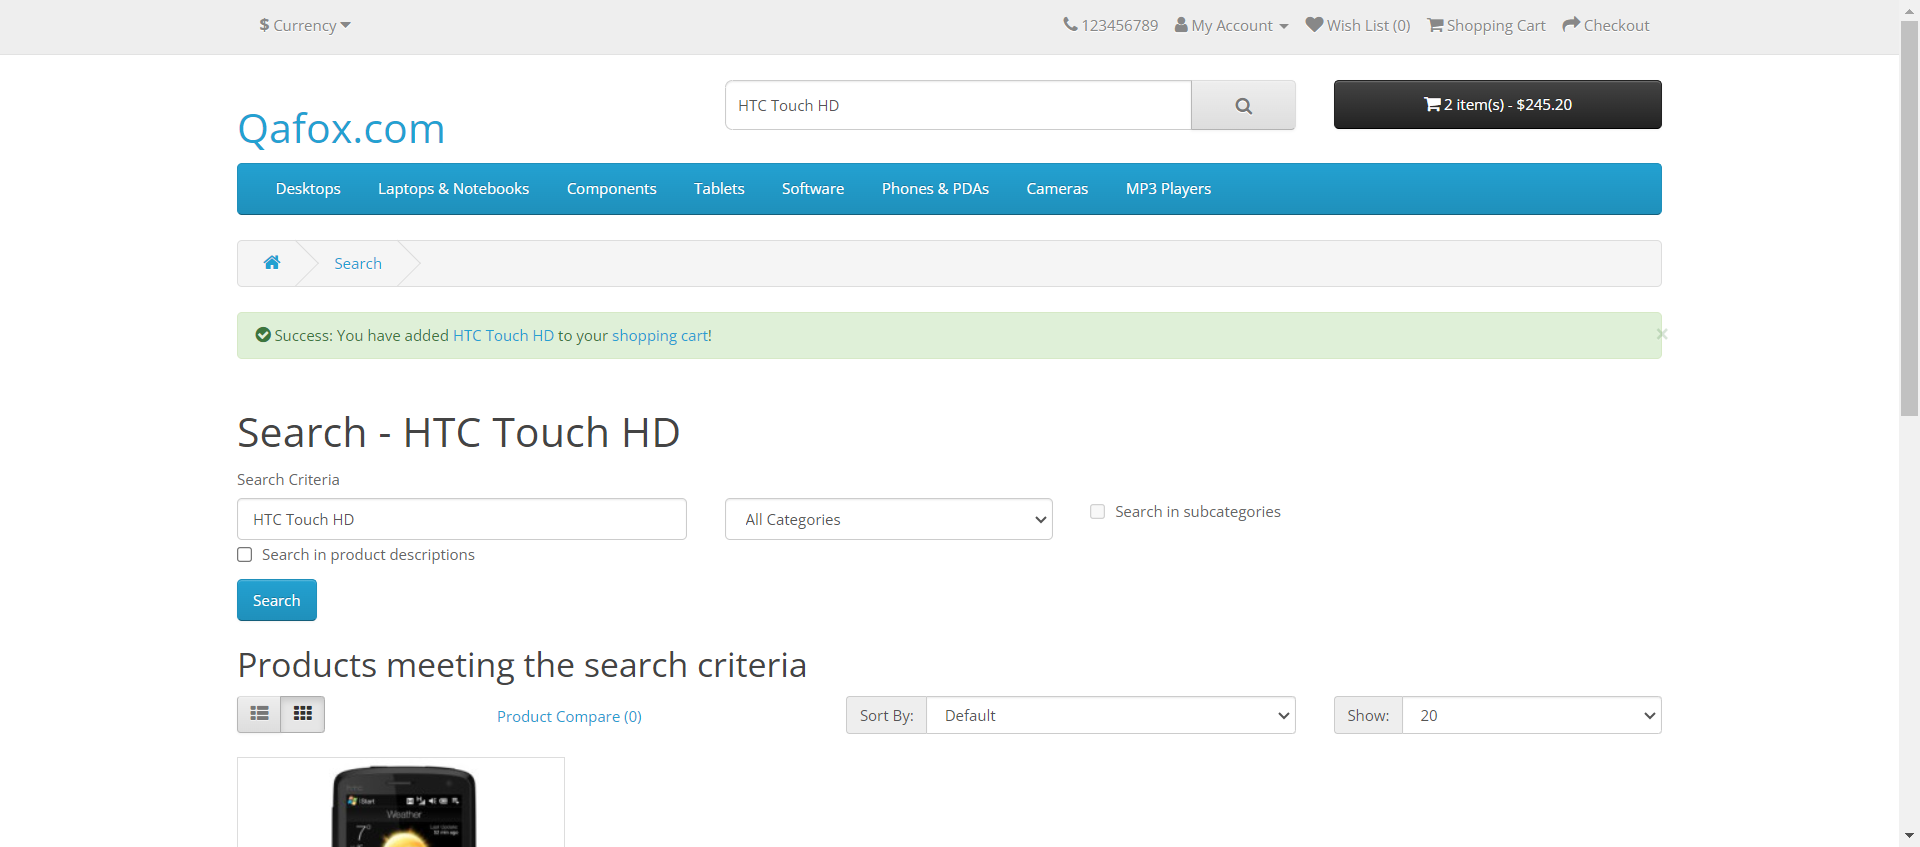 $ Currency
123456789 My Account Wish List (0) Shopping Cart Checkout
Qafox.com
HTC Touch HD
2 item(s) - $245.20
Desktops Laptops & Notebooks Components Tablets Software Phones & PDAs Cameras MP3 Players
Search
Success: You have added HTC Touch HD to your shopping cart!
×
Search - HTC Touch HD
Search Criteria
HTC Touch HD
All Categories
Search in subcategories
Search in product descriptions
Search
Products meeting the search criteria
Product Compare (0)
Sort By: Default
Show: 20
Start
Weather
7°